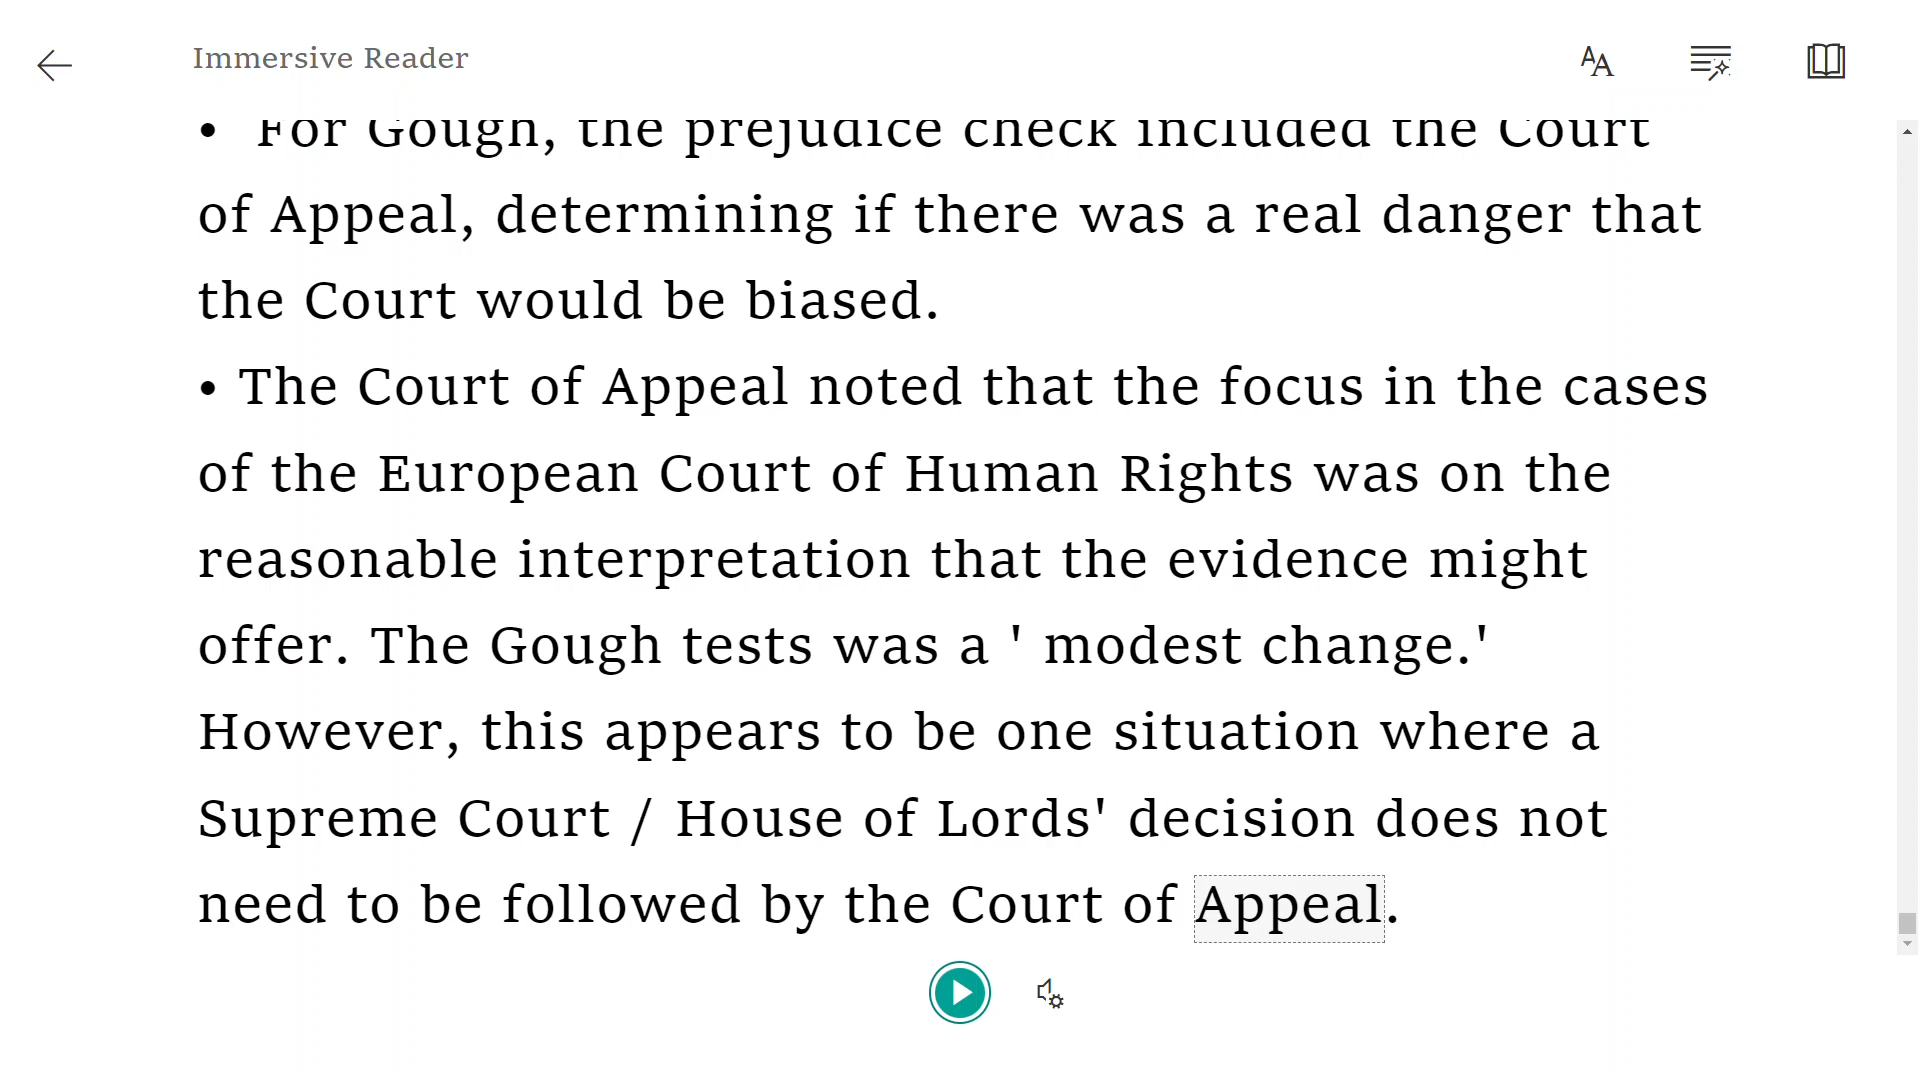 Immersive Reader
• For Gough, the prejudice check included the Court
of Appeal, determining if there was a real danger that
the Court would be biased.
• The Court of Appeal noted that the focus in the cases
of the European Court of Human Rights was on the
reasonable interpretation that the evidence might
offer. The Gough tests was a ' modest change.'
However, this appears to be one situation where a
Supreme Court / House of Lords' decision does not
need to be followed by the Court of Appeal.